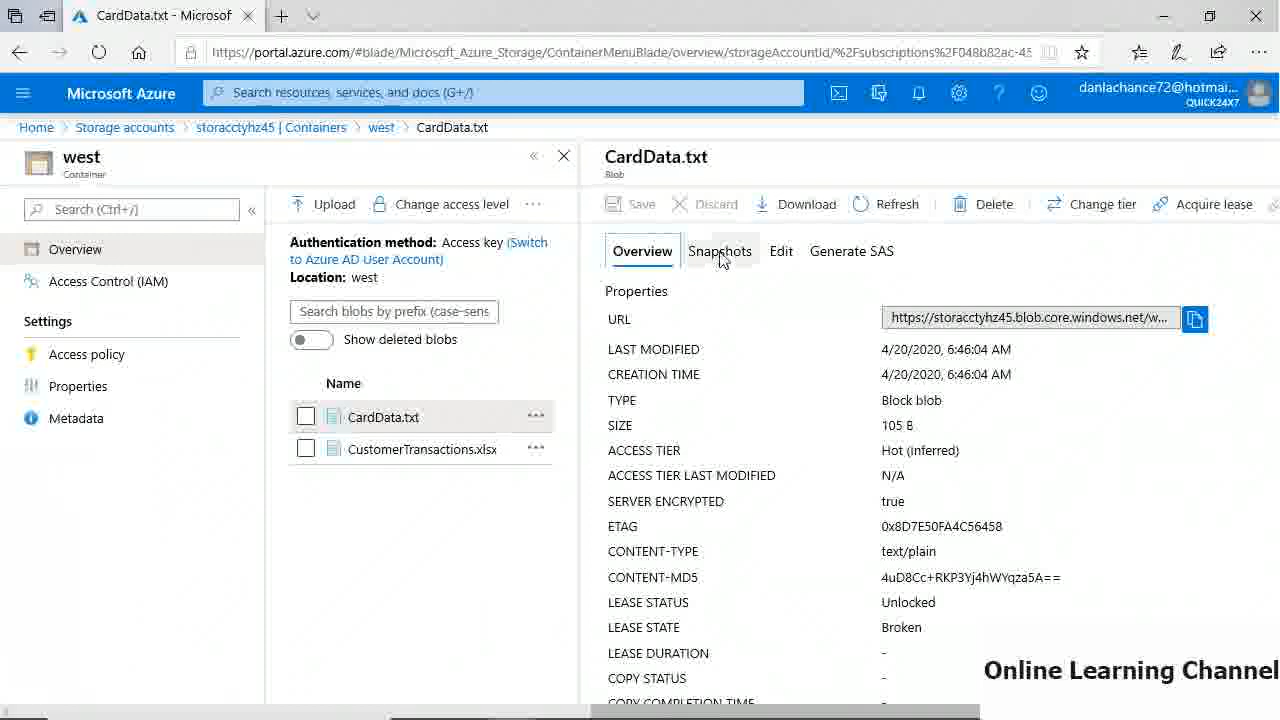 CardData.txt - Microsof
https://portal.azure.com/#blade/Microsoft_Azure_Storage/ContainerMenuBlade/overview/storageAccountId/%2Fsubscriptions%2F048b82ac-45
Microsoft Azure
Search resources, services, and docs (G+/)
danlachance72@hotmai...
QUICK24X7
Home > Storage accounts > storacctyhz45 | Containers > west > CardData.txt
west
Container
Search (Ctrl+/)
Overview
Access Control (IAM)
Settings
Access policy
Properties
Metadata
Upload Change access level ...
Authentication method: Access key (Switch
to Azure AD User Account)
Location: west
Search blobs by prefix (case-sens
Show deleted blobs
Name
CardData.txt ...
CustomerTransactions.xlsx ...
CardData.txt
Blob
Save Discard Download Refresh Delete Change tier Acquire lease
Overview Snapshots Edit Generate SAS
Properties
URL https://storacctyhz45.blob.core.windows.net/w...
LAST MODIFIED 4/20/2020, 6:46:04 AM
CREATION TIME 4/20/2020, 6:46:04 AM
TYPE Block blob
SIZE 105 B
ACCESS TIER Hot (Inferred)
ACCESS TIER LAST MODIFIED N/A
SERVER ENCRYPTED true
ETAG 0x8D7E50FA4C56458
CONTENT-TYPE text/plain
CONTENT-MD5 4uD8Cc+RKP3Yj4hWYqza5A==
LEASE STATUS Unlocked
LEASE STATE Broken
LEASE DURATION -
COPY STATUS -
COPY COMPLETION TIME
Online Learning Channel